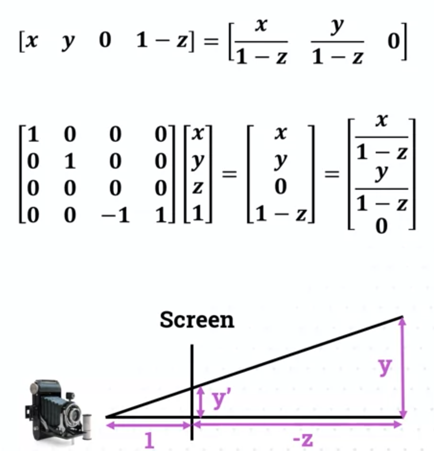 [x y 0 1 − z] = [x/(1 − z) y/(1 − z) 0]
[1 0 0 0] [x] [x] [x/(1 − z)]
[0 1 0 0] [y] = [y] = [y/(1 − z)]
[0 0 0 0] [z] [0] [0]
[0 0 −1 1] [1] [1 − z]
Screen
y
y'
1
-z